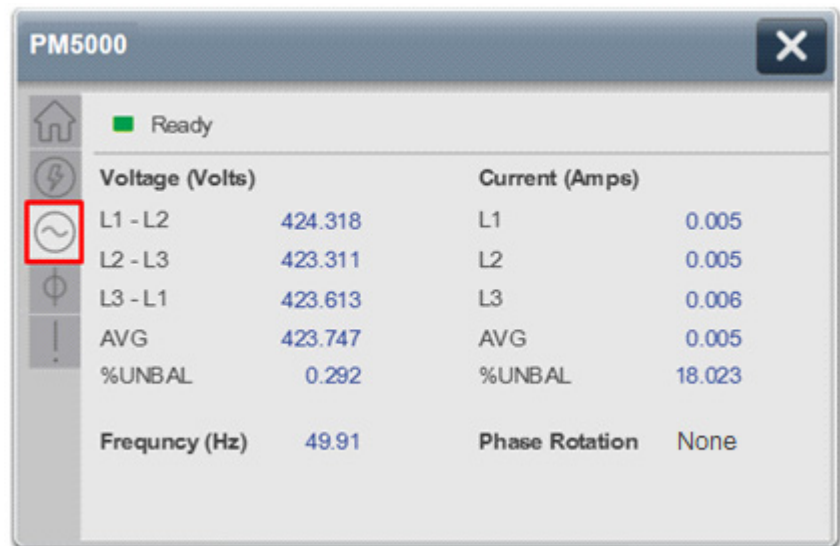 PM5000
Ready
Voltage (Volts) Current (Amps)
L1 - L2 424.318 L1 0.005
L2 - L3 423.311 L2 0.005
L3 - L1 423.613 L3 0.006
AVG 423.747 AVG 0.005
%UNBAL 0.292 %UNBAL 18.023
Frequncy (Hz) 49.91 Phase Rotation None